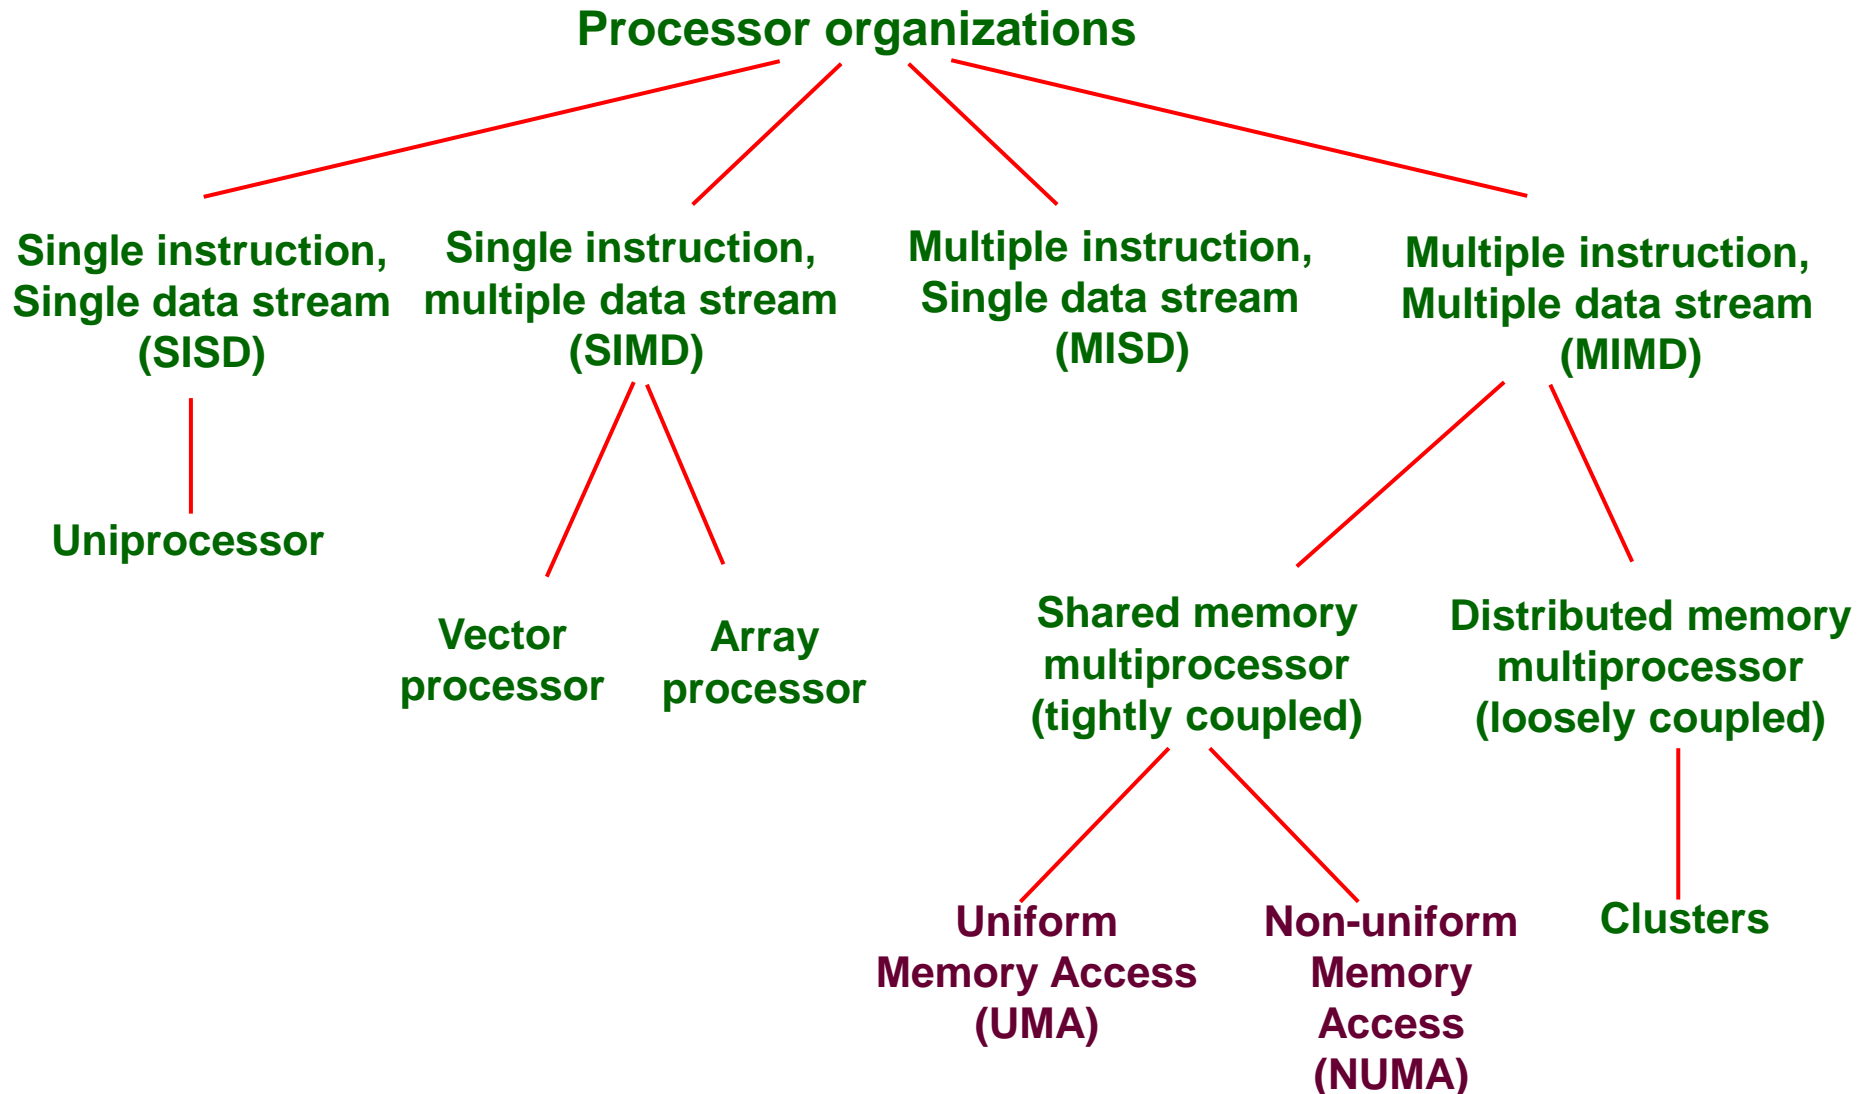 Processor organizations
Single instruction,
Single data stream
(SISD)
Single instruction,
multiple data stream
(SIMD)
Multiple instruction,
Single data stream
(MISD)
Multiple instruction,
Multiple data stream
(MIMD)
Uniprocessor
Vector
processor
Array
processor
Shared memory
multiprocessor
(tightly coupled)
Distributed memory
multiprocessor
(loosely coupled)
Uniform
Memory Access
(UMA)
Non-uniform
Memory
Access
(NUMA)
Clusters